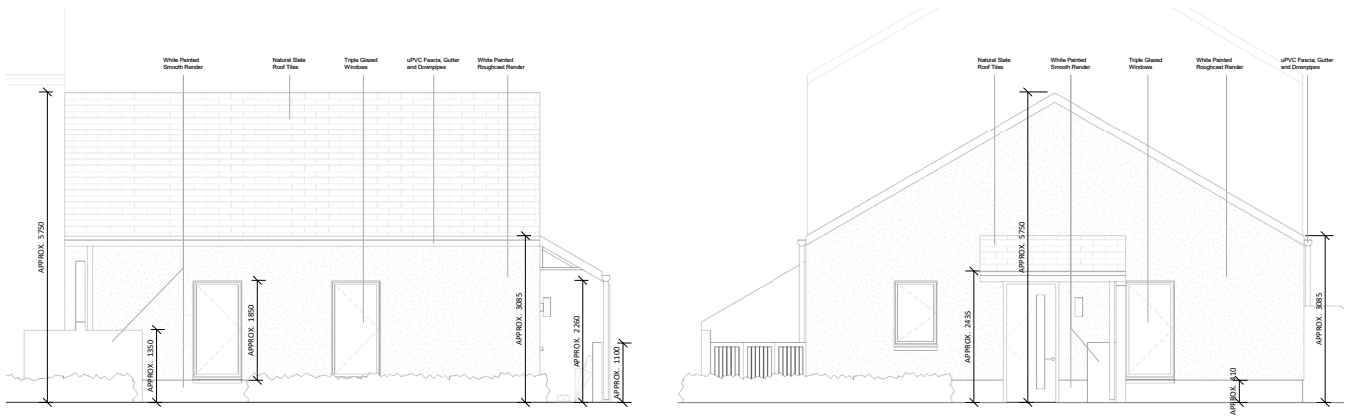 White Painted
Smooth Render
Natural Slate
Roof Tiles
Triple Glazed
Windows
uPVC Fascia, Gutter
and Downpipes
White Painted
Roughcast Render
APPROX. 5750
APPROX. 1350
APPROX. 1850
APPROX. 3085
APPROX. 2260
APPROX. 1100
Natural Slate
Roof Tiles
White Painted
Smooth Render
Triple Glazed
Windows
White Painted
Roughcast Render
uPVC Fascia, Gutter
and Downpipes
APPROX. 5750
APPROX. 2435
APPROX. 410
APPROX. 3085